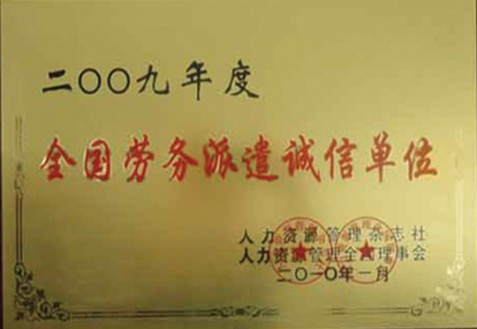 二〇〇九年度
全国劳务派遣诚信单位
人力资源管理杂志社
人力资源管理全国理事会
二〇一〇年一月